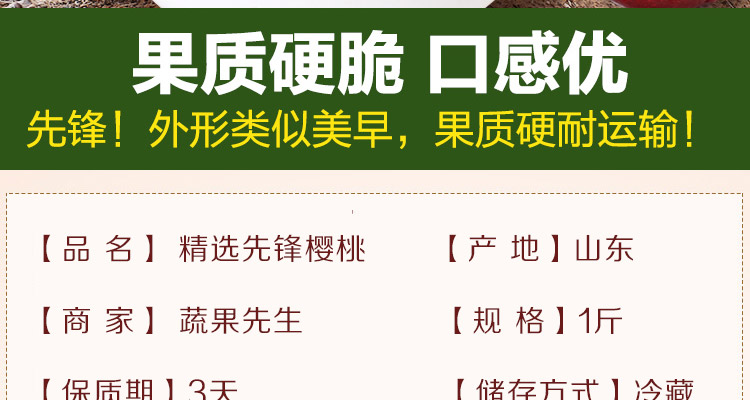 果质硬脆 口感优
先锋！外形类似美早，果质硬耐运输！
【品 名】 精选先锋樱桃 【产 地】山东
【商 家】 蔬果先生 【规 格】1斤
【保质期】3天 【储存方式】冷藏